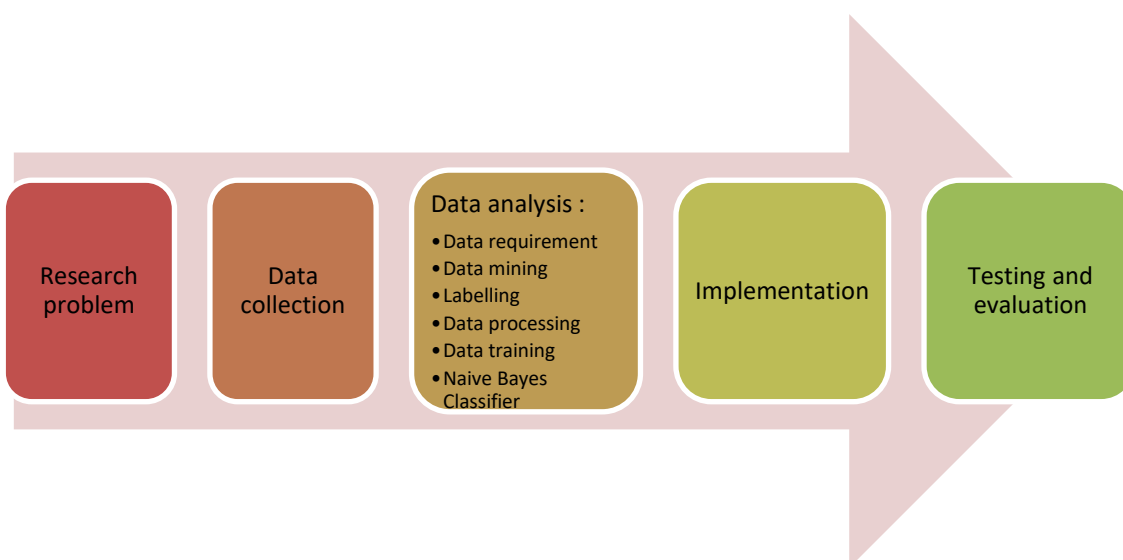 Research
problem
Data
collection
Data analysis :
•Data requirement
•Data mining
•Labelling
•Data processing
•Data training
•Naive Bayes
Classifier
Implementation
Testing and
evaluation